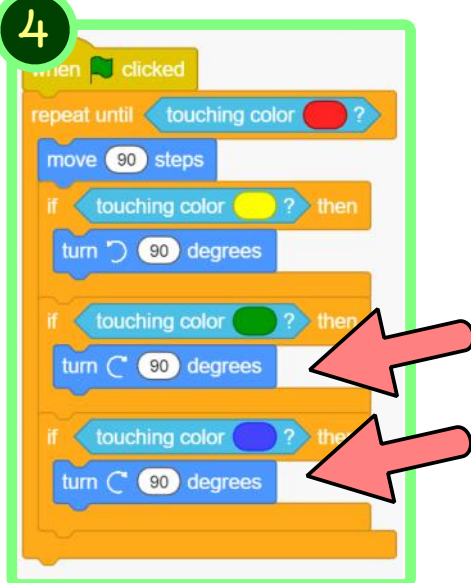 4
when clicked
repeat until touching color ?
move 90 steps
if touching color ? then
turn 90 degrees
if touching color ? then
turn 90 degrees
if touching color ? then
turn 90 degrees